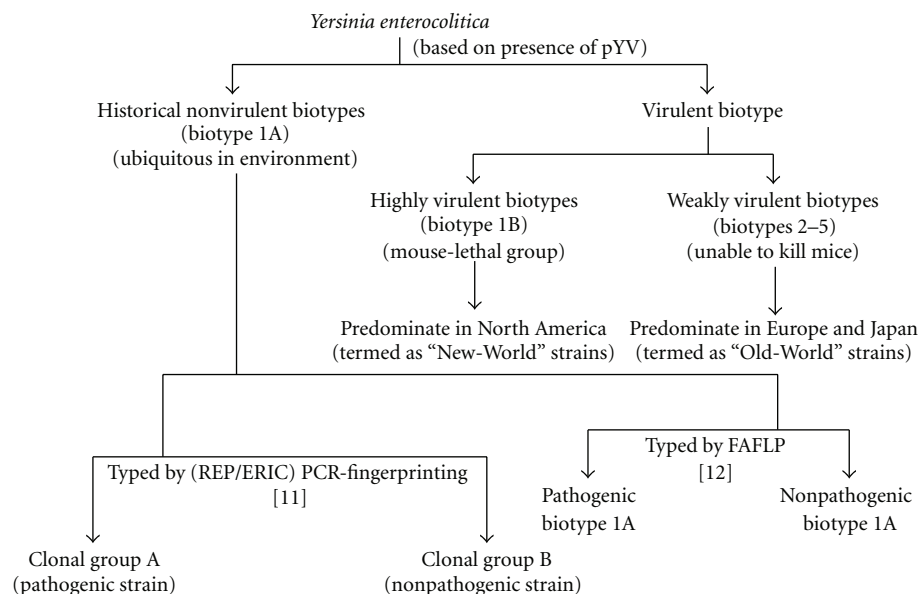 Yersinia enterocolitica
(based on presence of pYV)
Historical nonvirulent biotypes
(biotype 1A)
(ubiquitous in environment)
Virulent biotype
Highly virulent biotypes
(biotype 1B)
(mouse-lethal group)
Weakly virulent biotypes
(biotypes 2–5)
(unable to kill mice)
Predominate in North America
(termed as “New-World” strains)
Predominate in Europe and Japan
(termed as “Old-World” strains)
Typed by (REP/ERIC) PCR-fingerprinting
[11]
Typed by FAFLP
[12]
Pathogenic
biotype 1A
Nonpathogenic
biotype 1A
Clonal group A
(pathogenic strain)
Clonal group B
(nonpathogenic strain)